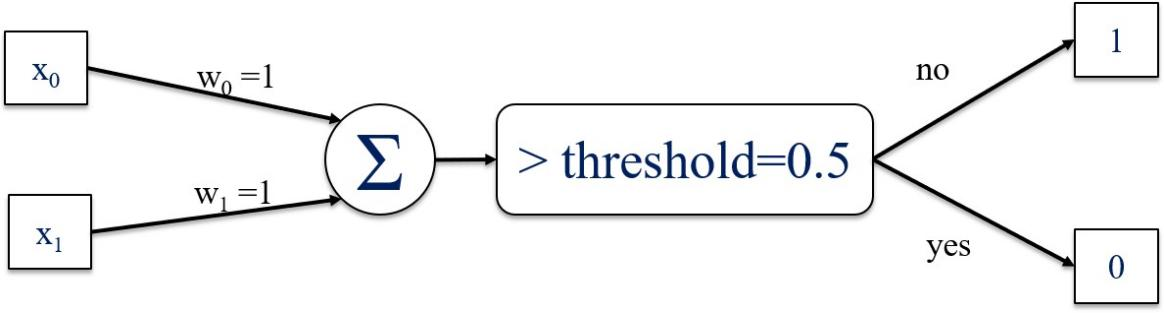 x₀
w₀ =1
x₁
w₁ =1
Σ
> threshold=0.5
no
1
yes
0